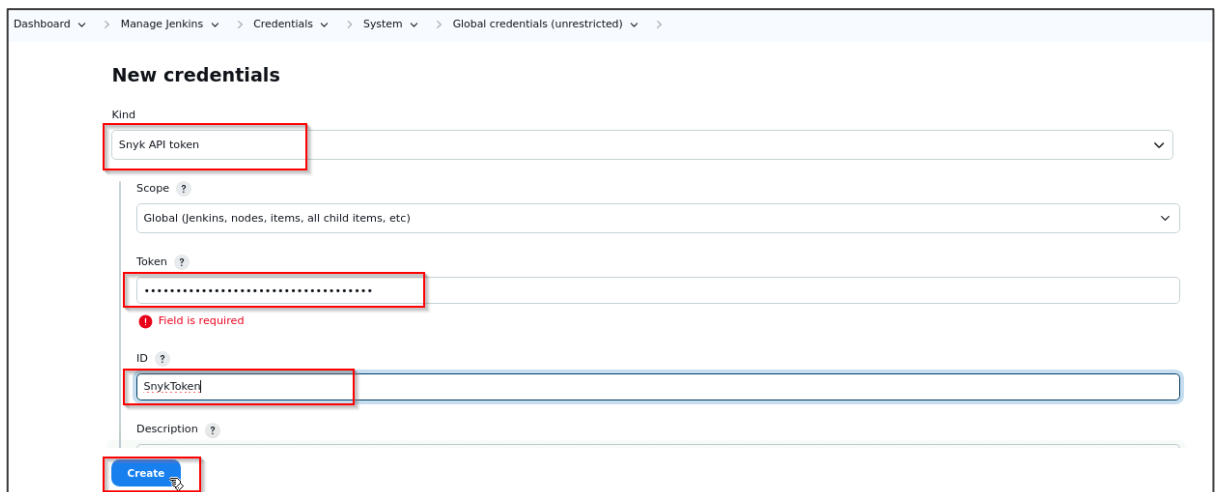 Dashboard > Manage Jenkins > Credentials > System > Global credentials (unrestricted) >
New credentials
Kind
Snyk API token
Scope ?
Global (Jenkins, nodes, items, all child items, etc)
Token ?
••••••••••••••••••••••••••••••••••••
! Field is required
ID ?
SnykToken
Description ?
Create